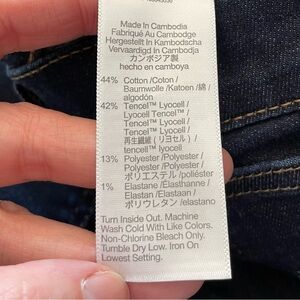 Made In Cambodia
Fabriqué Au Cambodge
Hergestellt In Kambodscha
Vervaardigd In Cambodja
カンボジア製
hecho en camboya
44% Cotton /Coton /
Baumwolle /Katoen /綿 /
algodón
42% Tencel™ Lyocell /
Lyocell Tencel™ /
Tencel™ Lyocell /
Tencel™ Lyocell /
再生繊維 (リヨセル) /
tencel™ lyocell
13% Polyester /Polyester /
Polyester /Polyester /
ポリエステル /poliéster
1% Elastane /Élasthanne /
Elastan /Elastaan /
ポリウレタン /elastano
Turn Inside Out. Machine
Wash Cold With Like Colors.
Non-Chlorine Bleach Only.
Tumble Dry Low. Iron On
Lowest Setting.